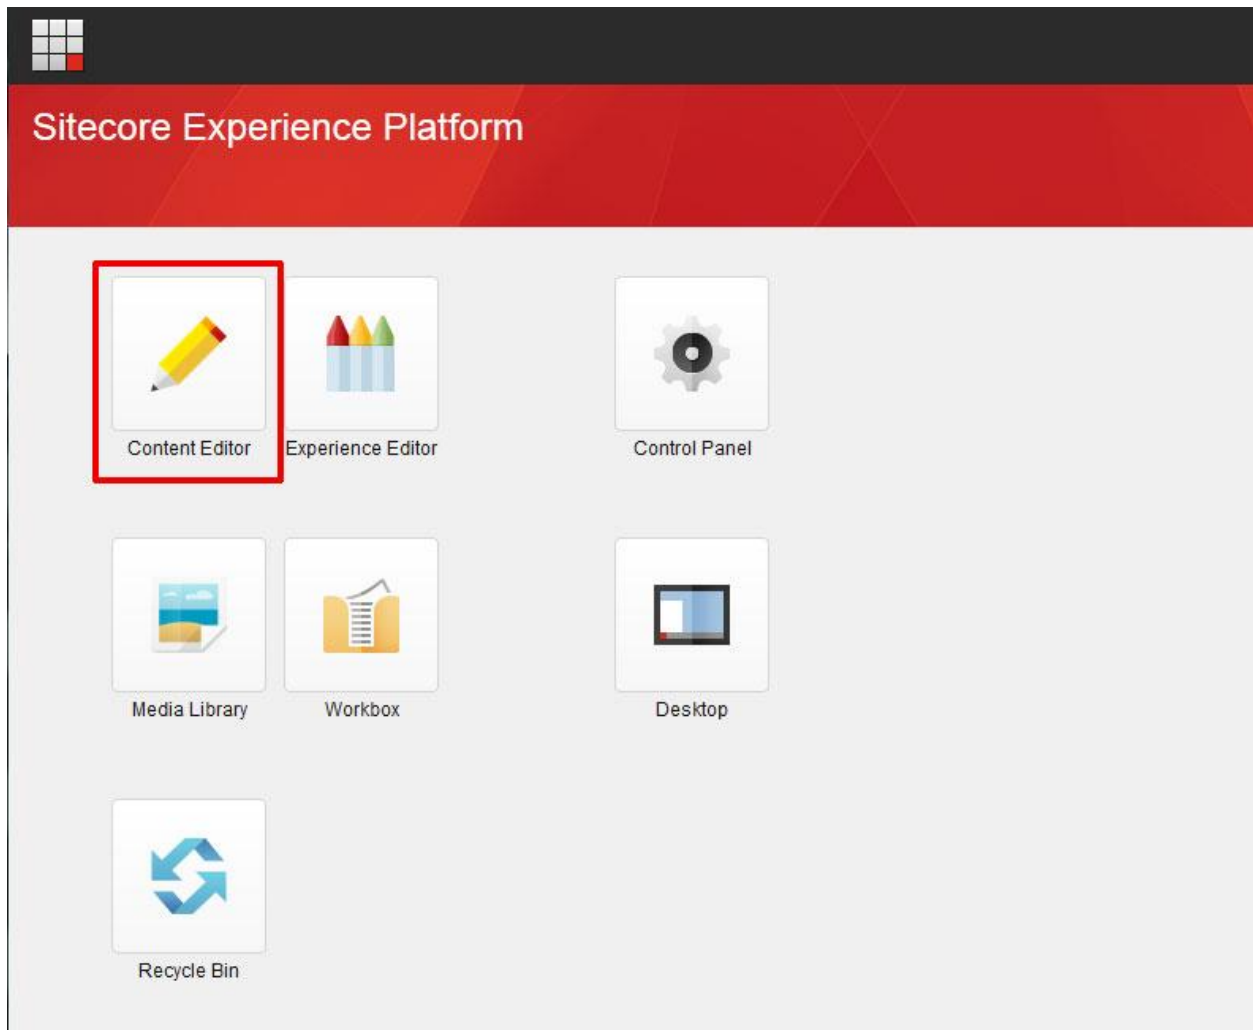 Sitecore Experience Platform
Content Editor
Experience Editor
Control Panel
Media Library
Workbox
Desktop
Recycle Bin